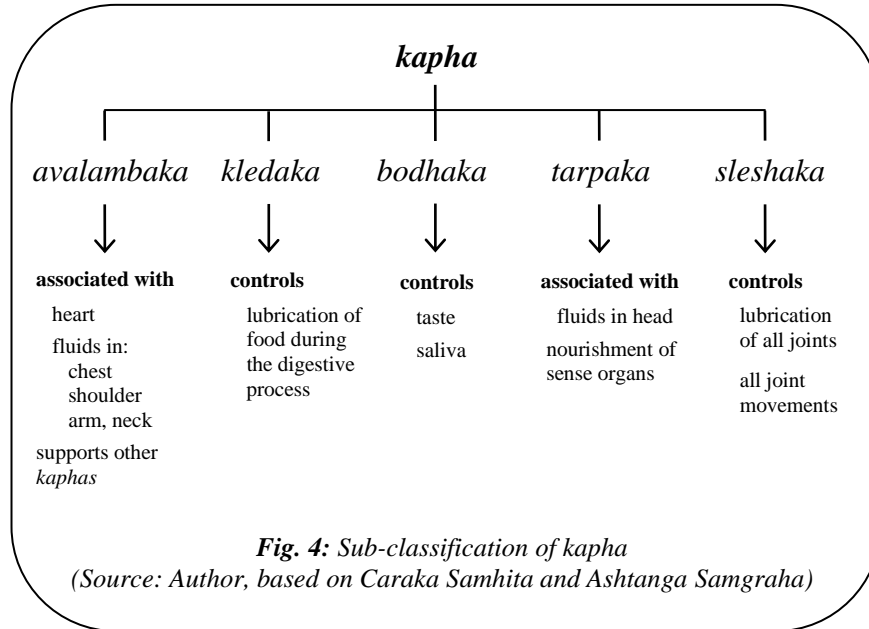 kapha
avalambaka
kledaka
bodhaka
tarpaka
sleshaka
associated with
heart
fluids in:
chest
shoulder
arm, neck
supports other
kaphas
controls
lubrication of
food during
the digestive
process
controls
taste
saliva
associated with
fluids in head
nourishment of
sense organs
controls
lubrication
of all joints
all joint
movements
Fig. 4: Sub-classification of kapha
(Source: Author, based on Caraka Samhita and Ashtanga Samgraha)